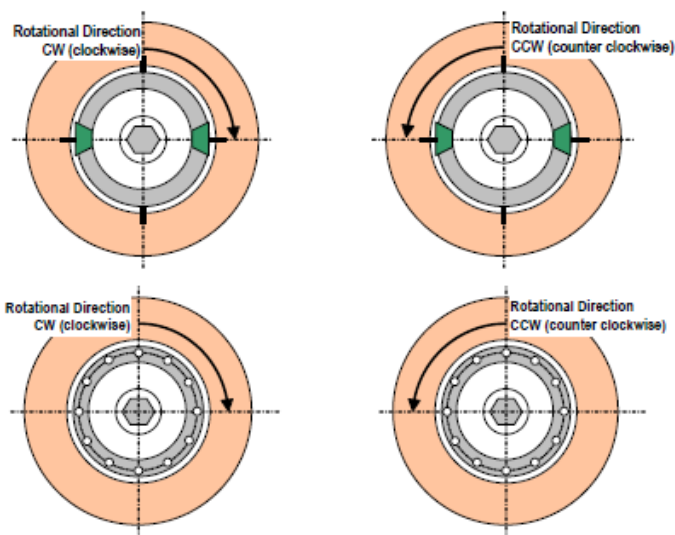 Rotational Direction
CW (clockwise)
Rotational Direction
CCW (counter clockwise)
Rotational Direction
CW (clockwise)
Rotational Direction
CCW (counter clockwise)